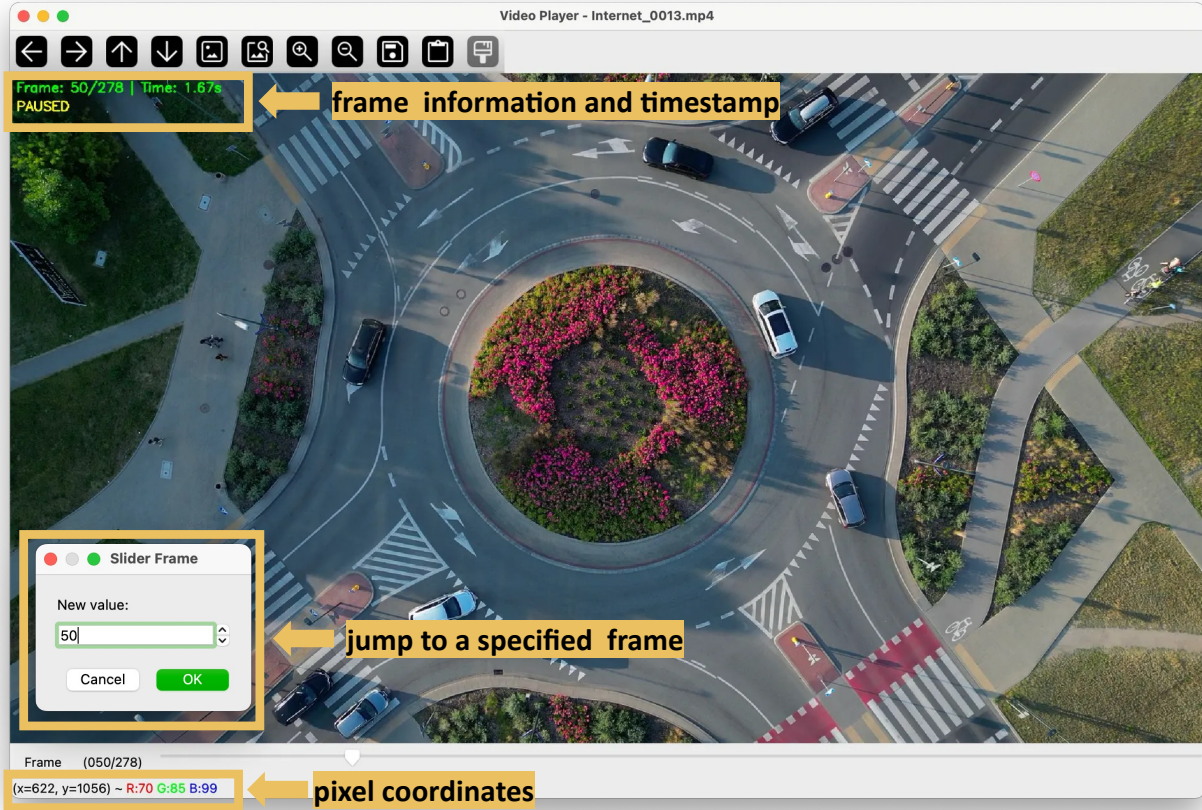 Video Player - Internet_0013.mp4
Frame: 50/278 | Time: 1.67s
PAUSED
frame information and timestamp
Slider Frame
New value:
50
Cancel
OK
jump to a specified frame
Frame (050/278)
(x=622, y=1056) ~ R:70 G:85 B:99
pixel coordinates